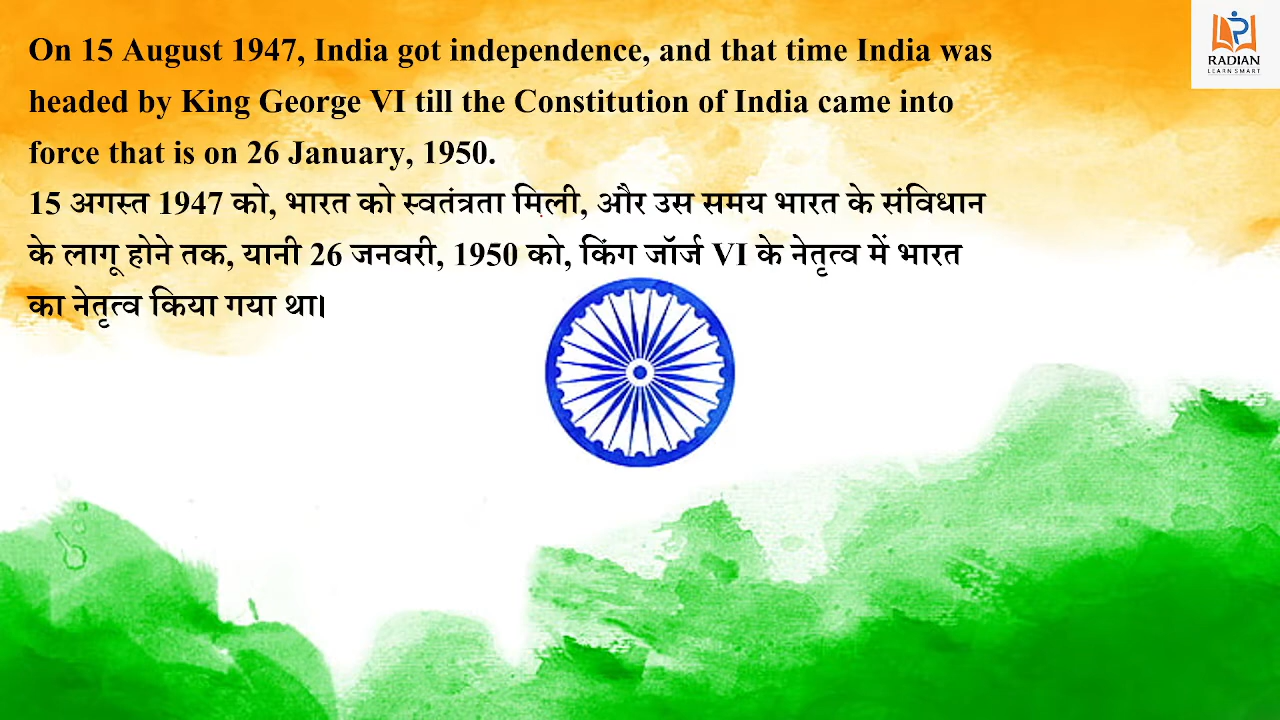 On 15 August 1947, India got independence, and that time India was
headed by King George VI till the Constitution of India came into
force that is on 26 January, 1950.
15 अगस्त 1947 को, भारत को स्वतंत्रता मिली, और उस समय भारत के संविधान
के लागू होने तक, यानी 26 जनवरी, 1950 को, किंग जॉर्ज VI के नेतृत्व में भारत
का नेतृत्व किया गया था।
RADIAN
LEARN SMART